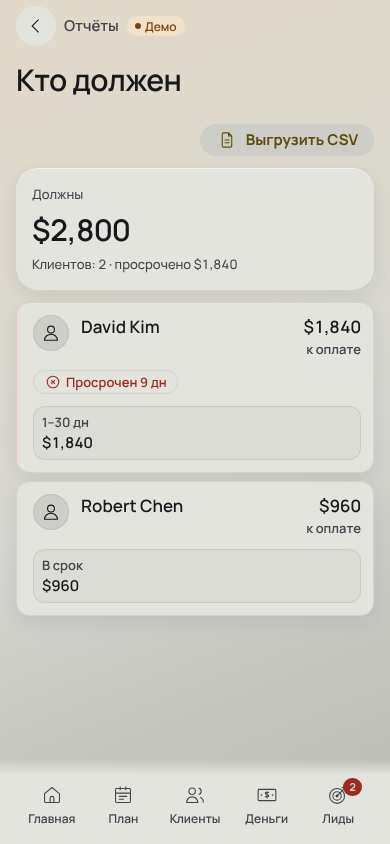 Отчёты
Демо
Кто должен
Выгрузить CSV
Должны
$2,800
Клиентов: 2 · просрочено $1,840
David Kim
$1,840
к оплате
Просрочен 9 дн
1–30 дн
$1,840
Robert Chen
$960
к оплате
В срок
$960
2
Главная
План
Клиенты
Деньги
Лиды